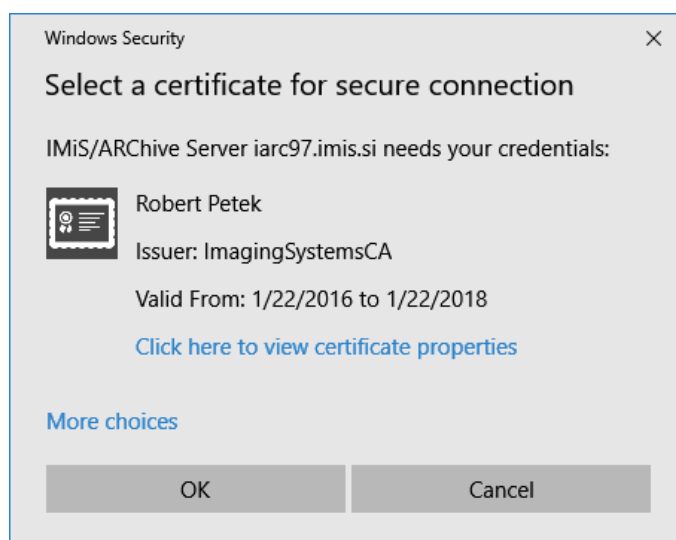 Windows Security
Select a certificate for secure connection
IMiS/ARChive Server iarc97.imis.si needs your credentials:
Robert Petek
Issuer: ImagingSystemsCA
Valid From: 1/22/2016 to 1/22/2018
Click here to view certificate properties
More choices
OK
Cancel